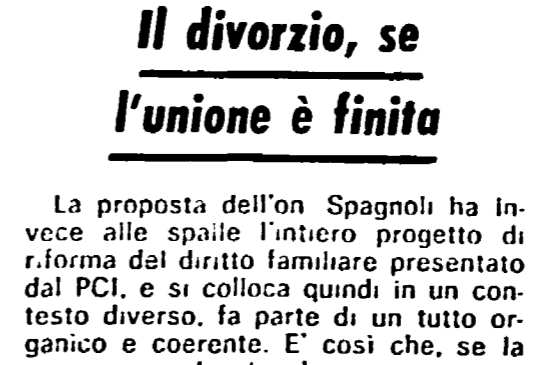 Il divorzio, se
l'unione è finita
La proposta dell'on Spagnoli ha in-
vece alle spalle l'intiero progetto di
riforma del diritto familiare presentato
dal PCI, e si colloca quindi in un con-
testo diverso, fa parte di un tutto or-
ganico e coerente. E' così che, se la